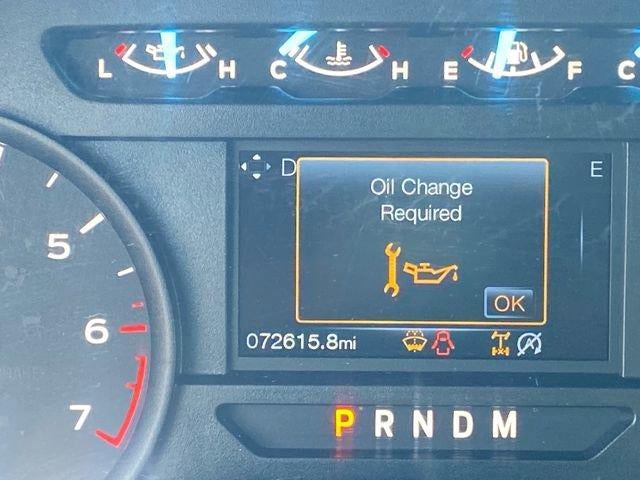 L H C H E F C
D E
Oil Change
Required
OK
5
6
7
072615.8mi
P R N D M